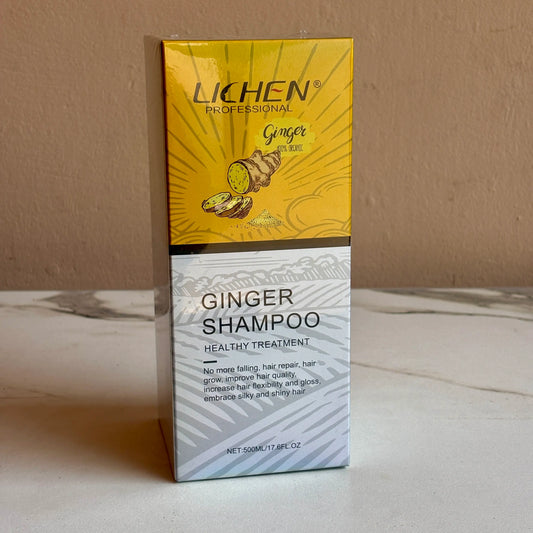 LICHEN®
PROFESSIONAL
Ginger
100% ORGANIC
GINGER
SHAMPOO
HEALTHY TREATMENT
No more falling, hair repair, hair
grow, improve hair quality,
increase hair flexibility and gloss,
embrace silky and shiny hair
NET:500ML/17.6FL.OZ